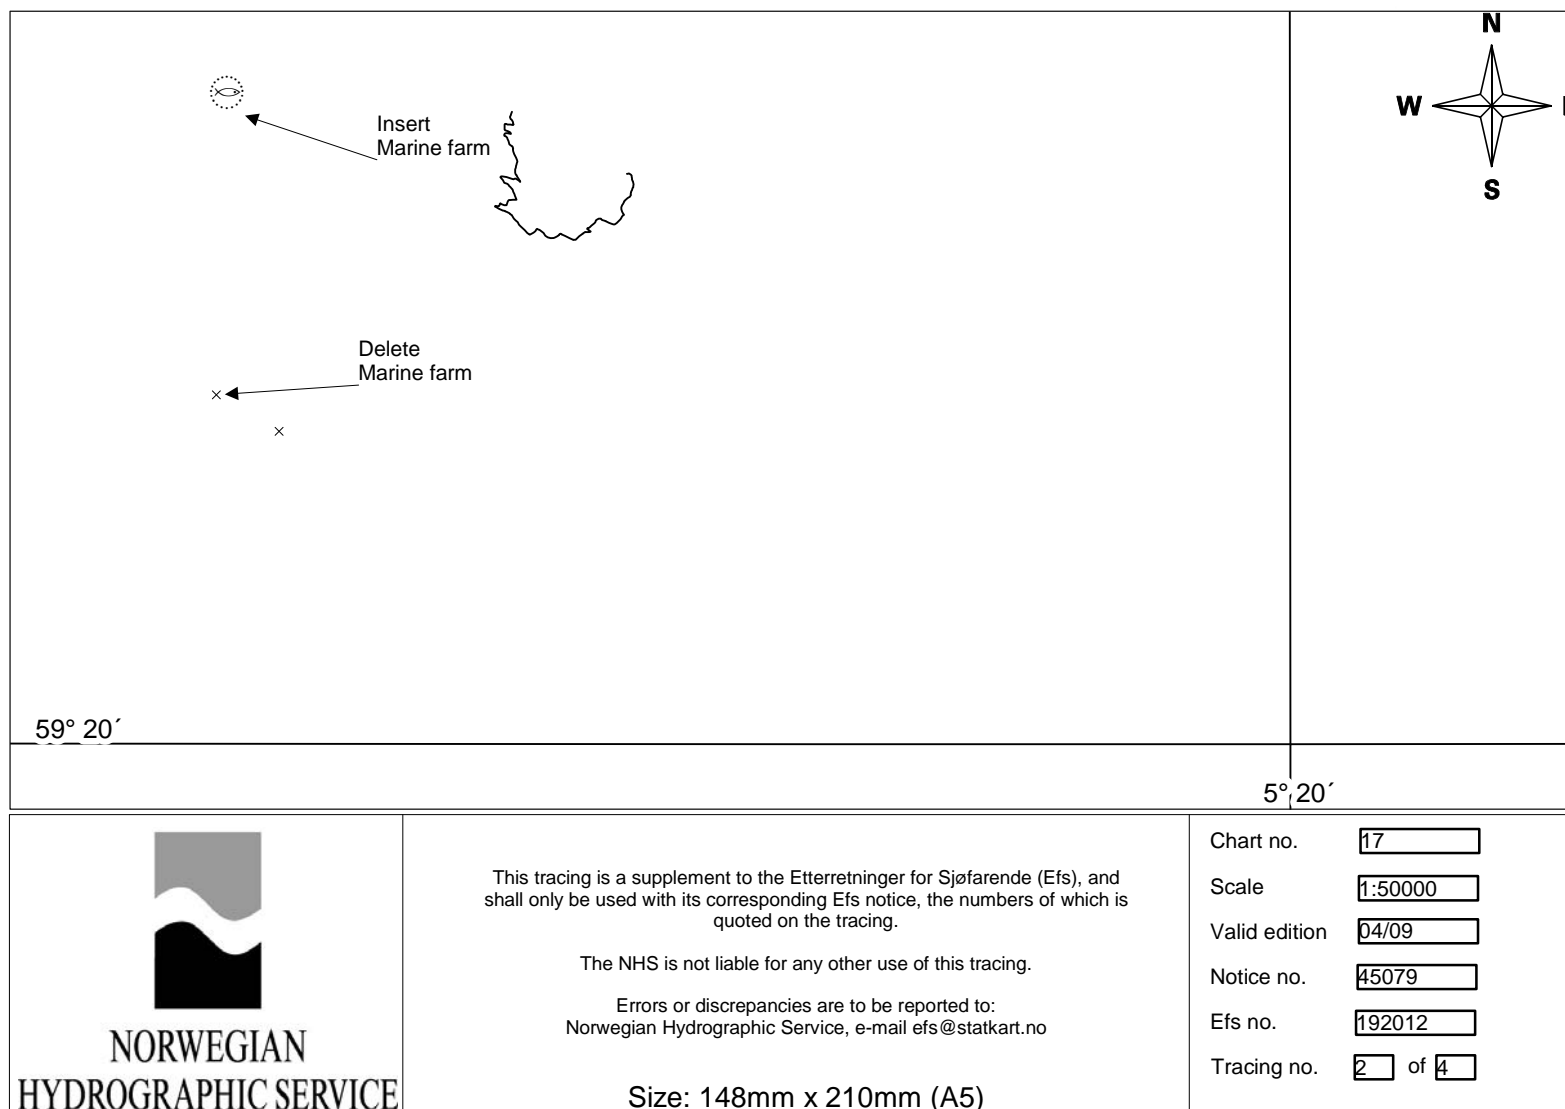 N
W
S
Insert
Marine farm
Delete
Marine farm
59° 20´
5° 20´
NORWEGIAN
HYDROGRAPHIC SERVICE
This tracing is a supplement to the Etterretninger for Sjøfarende (Efs), and
shall only be used with its corresponding Efs notice, the numbers of which is
quoted on the tracing.
The NHS is not liable for any other use of this tracing.
Errors or discrepancies are to be reported to:
Norwegian Hydrographic Service, e-mail efs@statkart.no
Size: 148mm x 210mm (A5)
Chart no. 17
Scale 1:50000
Valid edition 04/09
Notice no. 45079
Efs no. 192012
Tracing no. 2 of 4